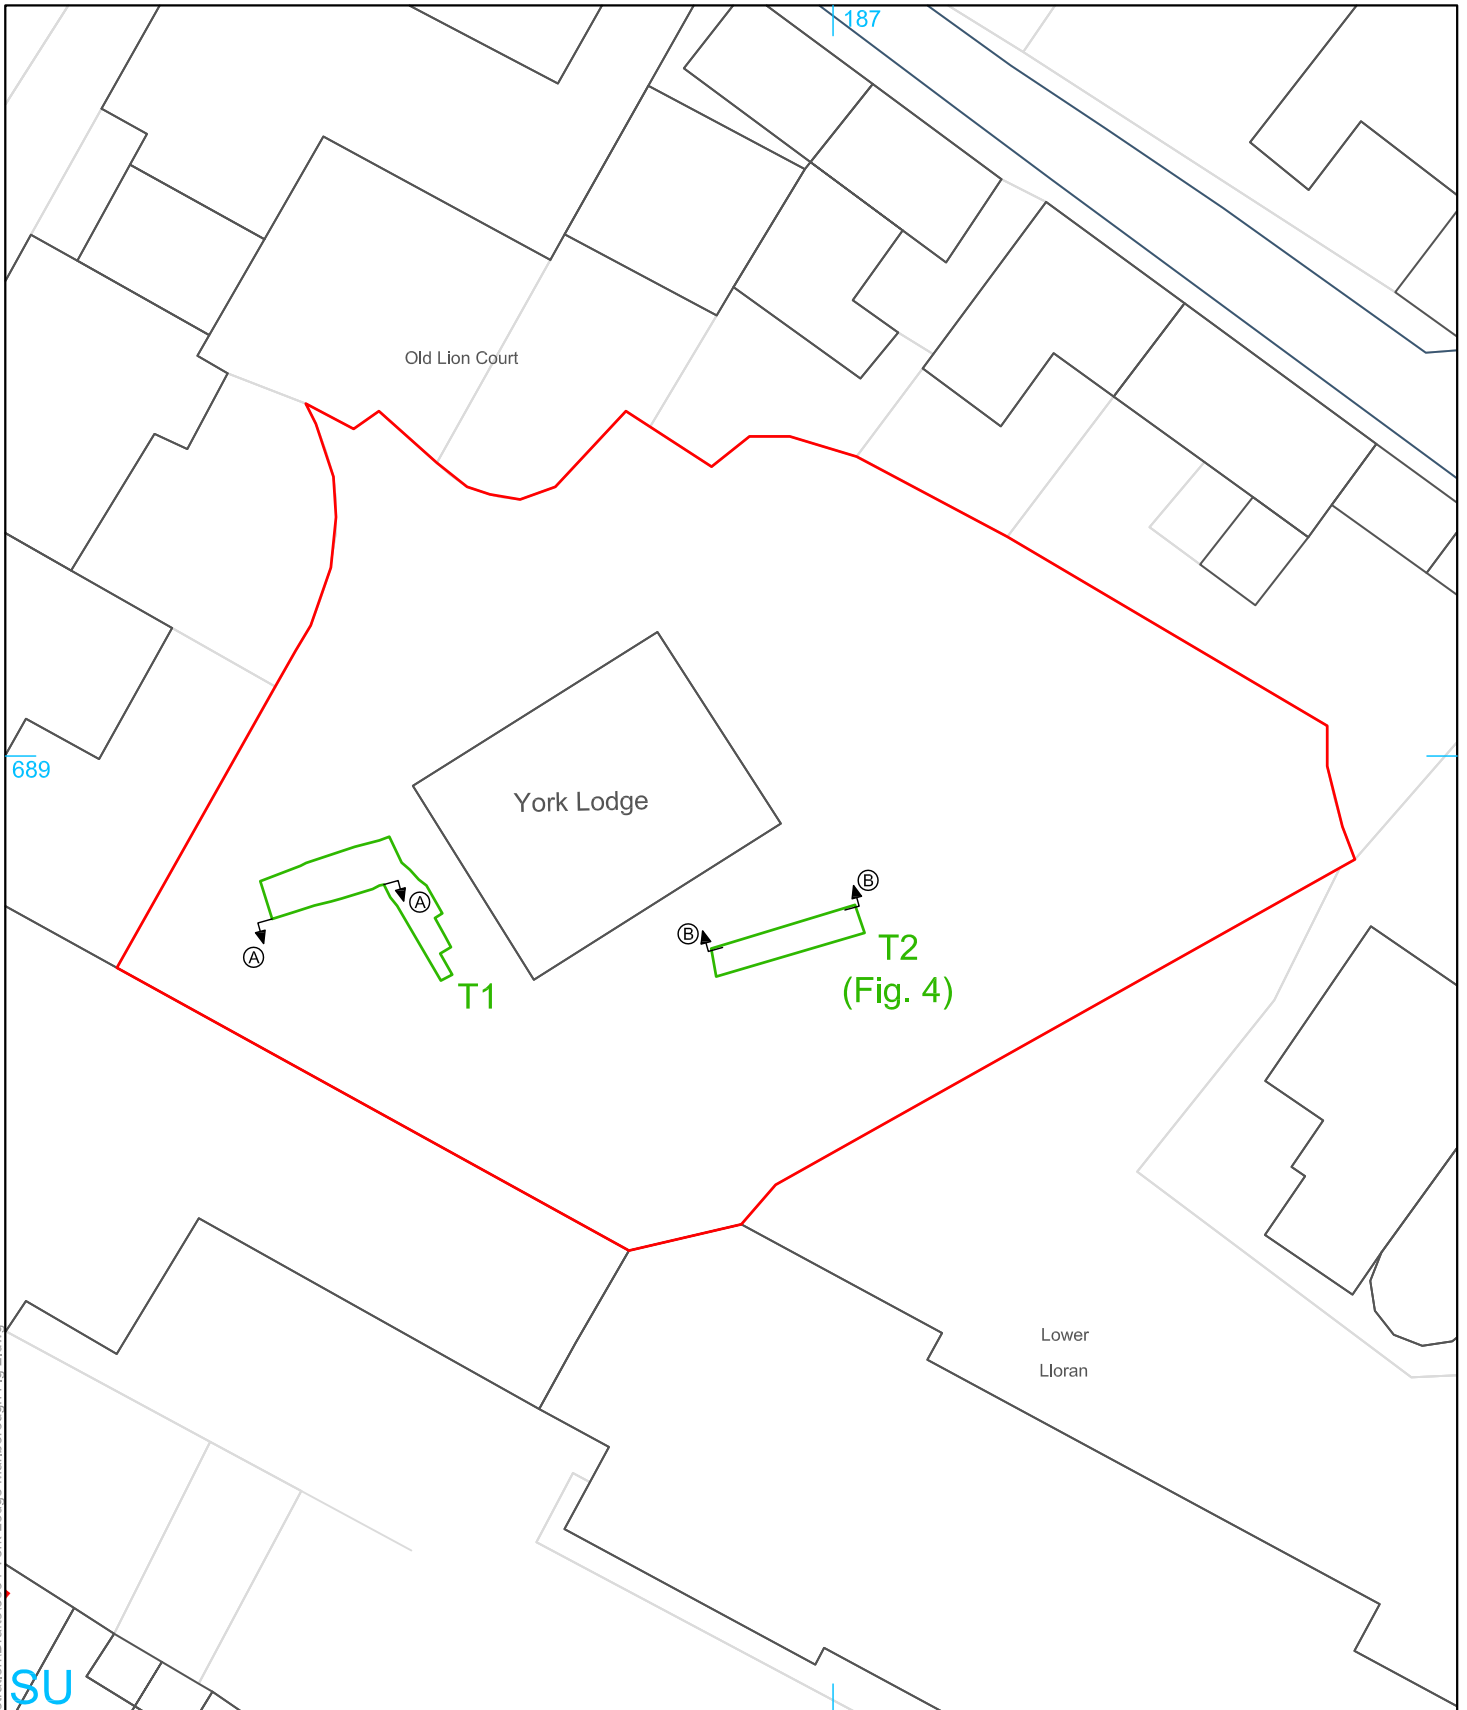 187
Old Lion Court
689
York Lodge
A
A
B
B
T1
T2
(Fig. 4)
Lower
Lloran
SU